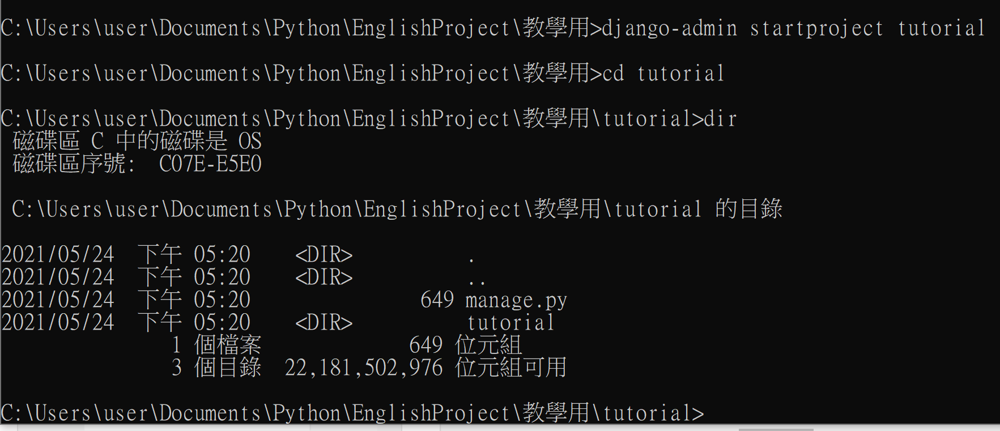 C:\Users\user\Documents\Python\EnglishProject\教學用>django-admin startproject tutorial
C:\Users\user\Documents\Python\EnglishProject\教學用>cd tutorial
C:\Users\user\Documents\Python\EnglishProject\教學用\tutorial>dir
磁碟區 C 中的磁碟是 OS
磁碟區序號:  C07E-E5E0
C:\Users\user\Documents\Python\EnglishProject\教學用\tutorial 的目錄
2021/05/24  下午 05:20    <DIR>          .
2021/05/24  下午 05:20    <DIR>          ..
2021/05/24  下午 05:20               649 manage.py
2021/05/24  下午 05:20    <DIR>          tutorial
1 個檔案             649 位元組
3 個目錄  22,181,502,976 位元組可用
C:\Users\user\Documents\Python\EnglishProject\教學用\tutorial>